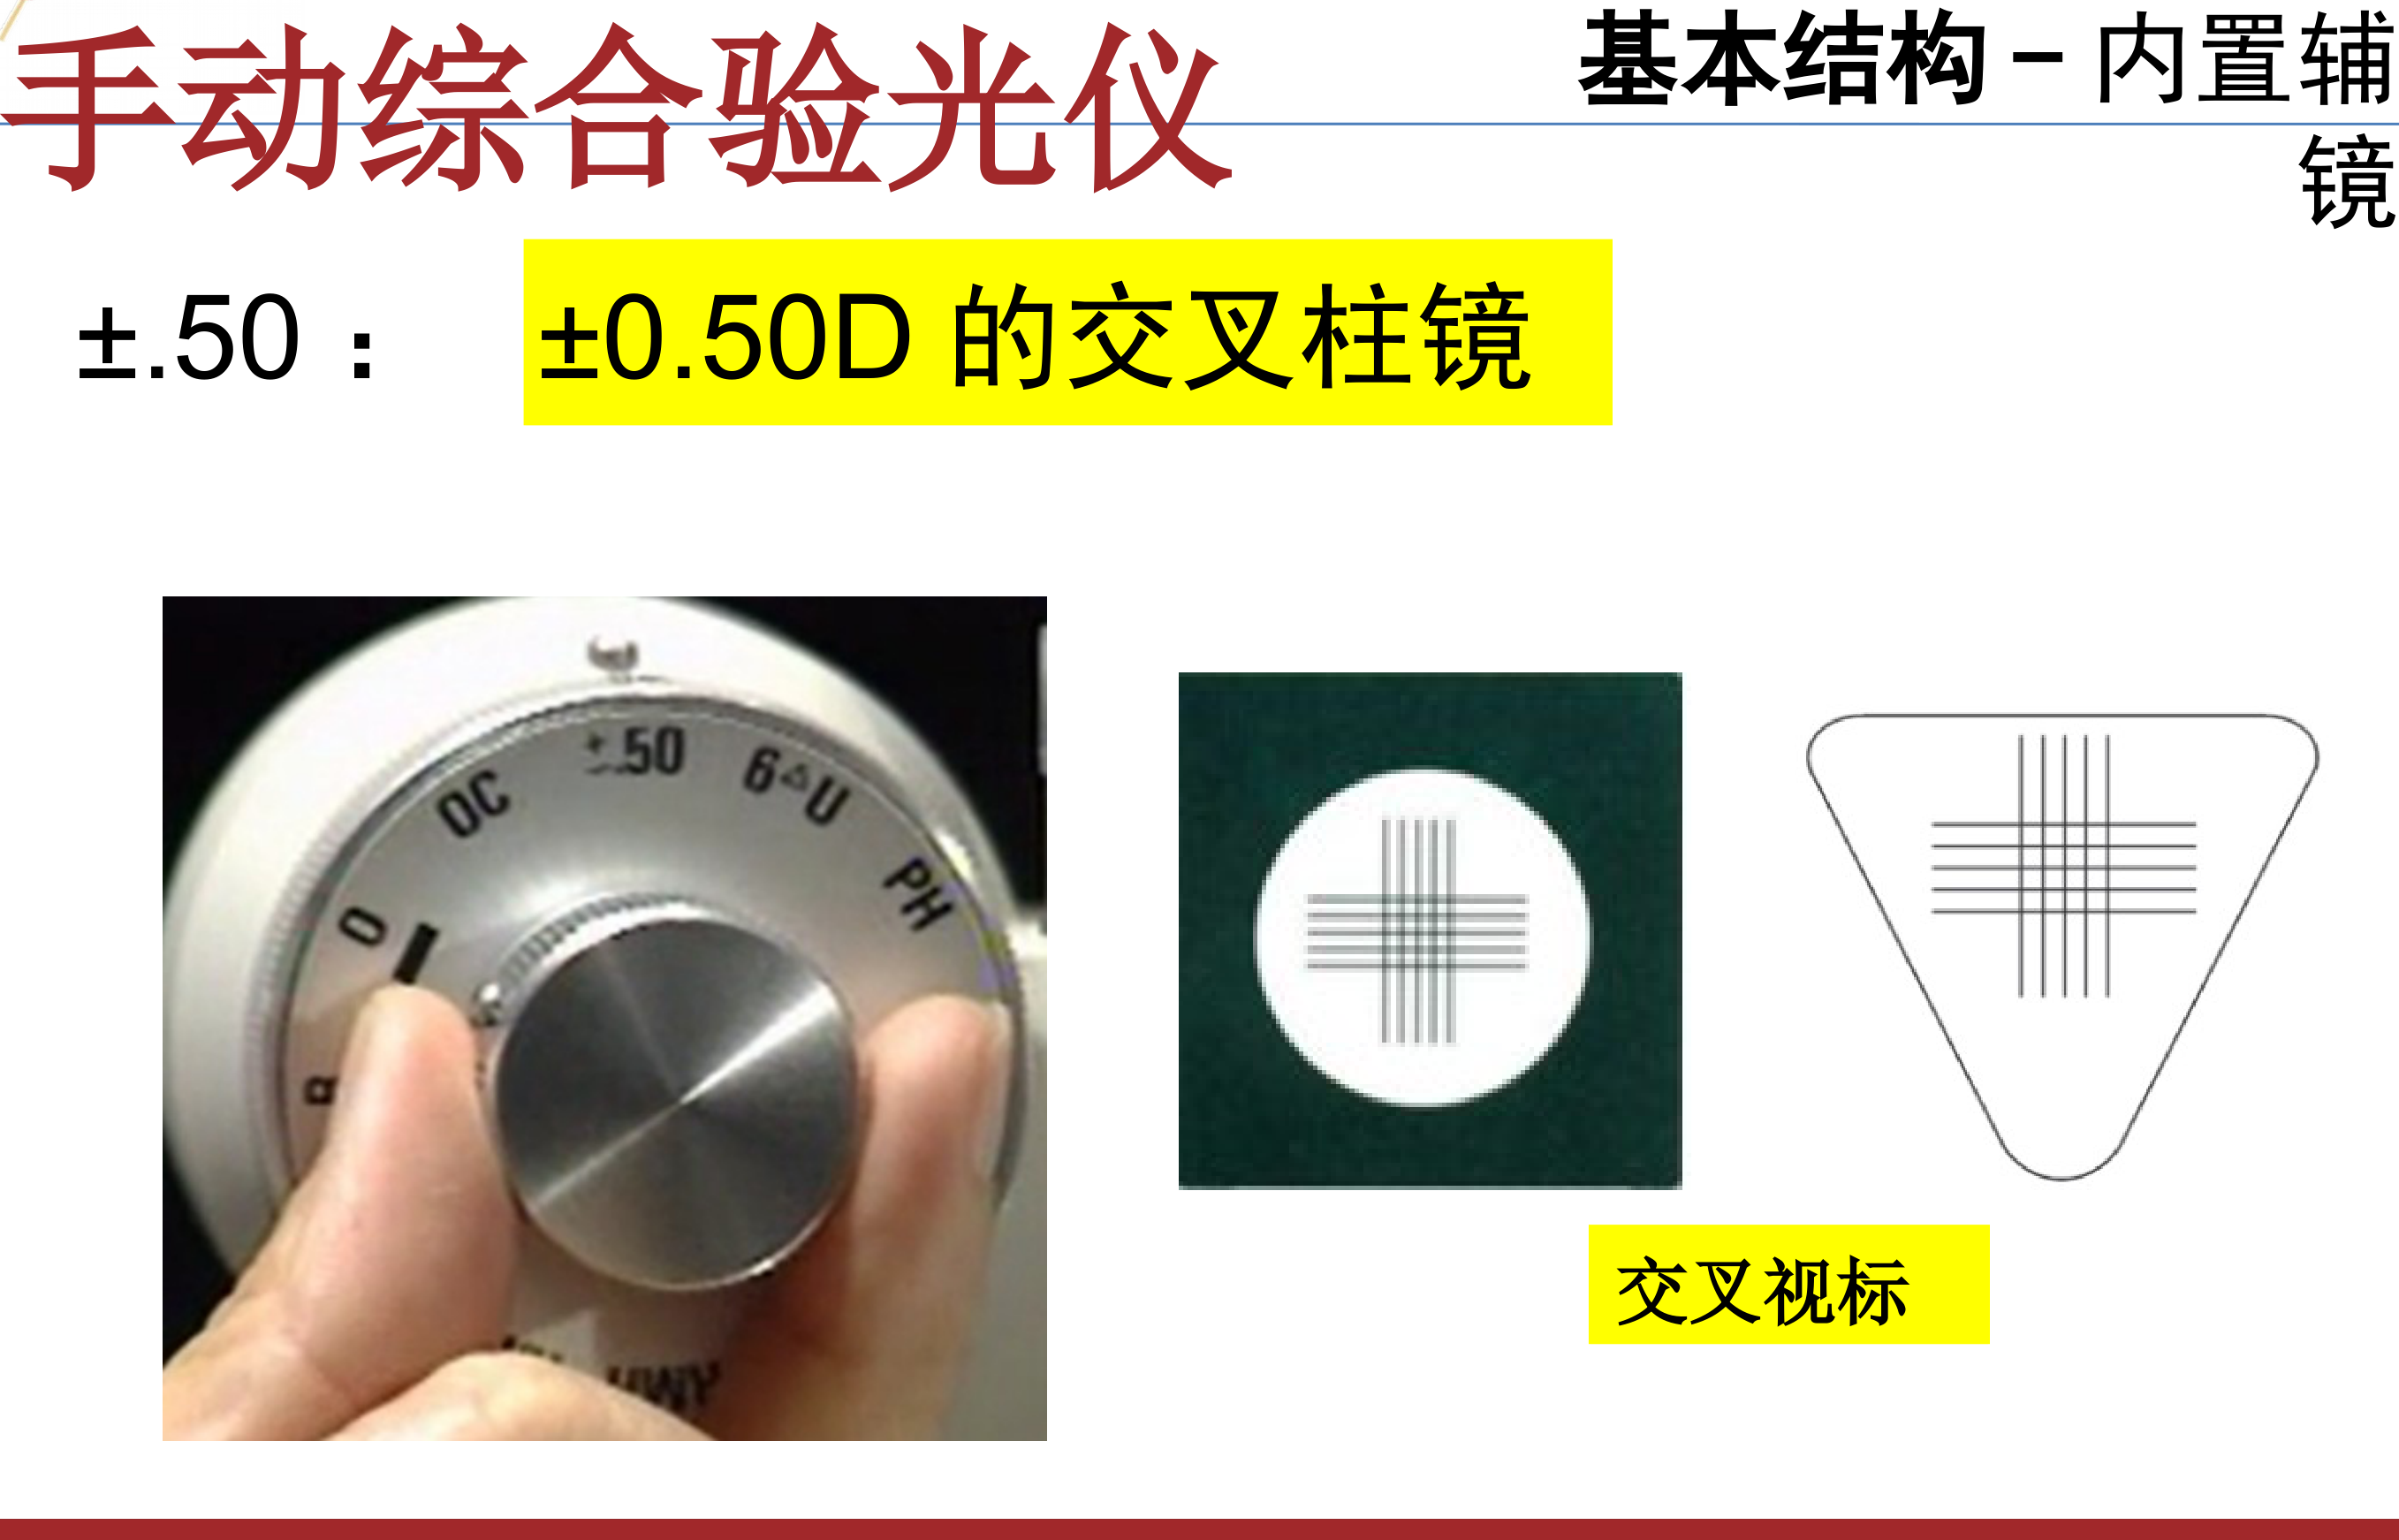 手动综合验光仪
基本结构 – 内置辅
镜
±.50： ±0.50D 的交叉柱镜
O
OC
±.50
6△U
PH
交叉视标